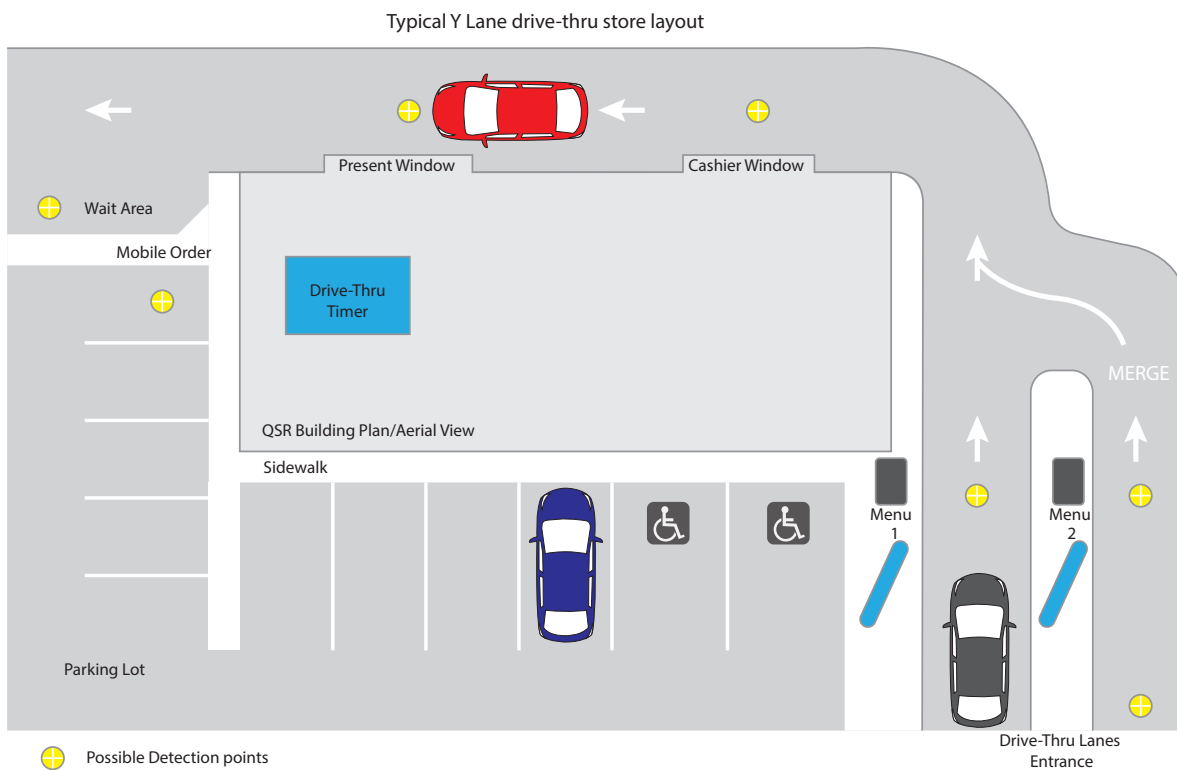 Typical Y Lane drive-thru store layout
Present Window
Cashier Window
Wait Area
Mobile Order
Drive-Thru
Timer
MERGE
QSR Building Plan/Aerial View
Sidewalk
Menu
1
Menu
2
Parking Lot
Drive-Thru Lanes
Entrance
Possible Detection points